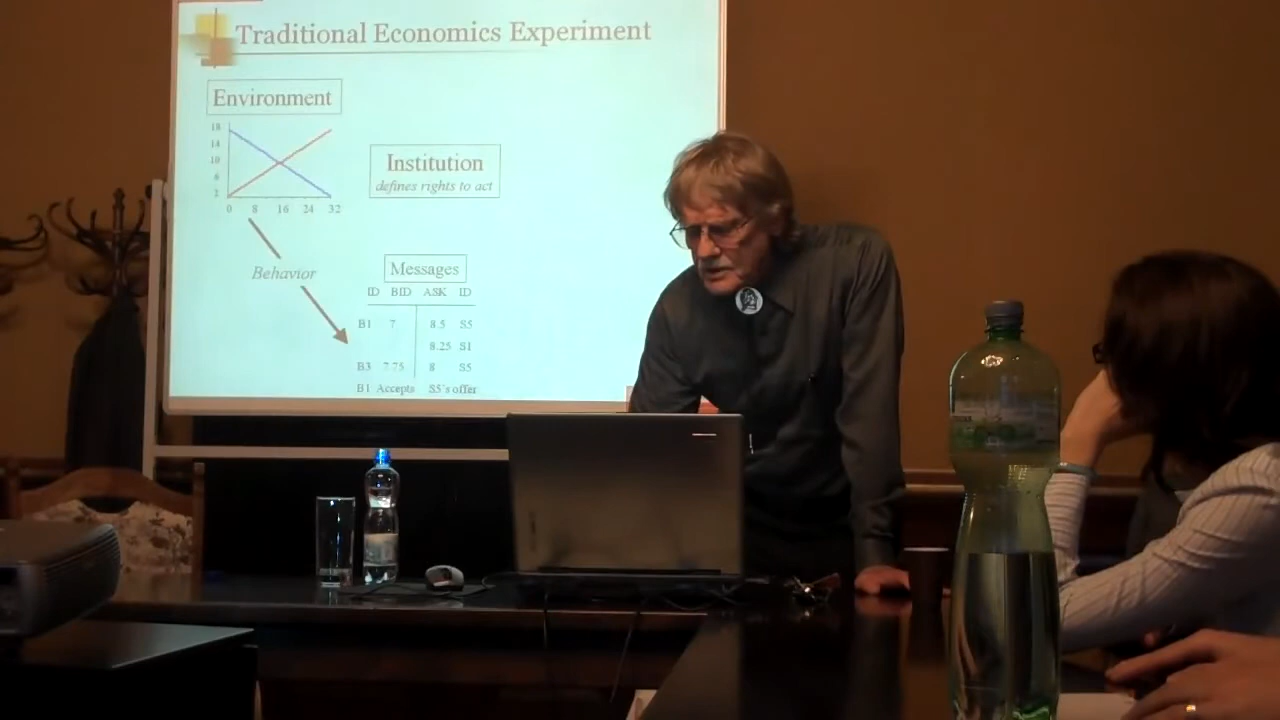 Traditional Economics Experiment
Environment
18
14
10
6
2
0 8 16 24 32
Institution
defines rights to act
Behavior
Messages
ID BID ASK ID
B1 7 8.5 S5
8.25 S1
B3 7.75 8 S5
B1 Accepts S5's offer